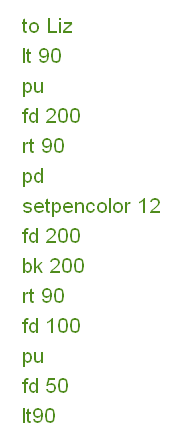 to Liz
lt 90
pu
fd 200
rt 90
pd
setpencolor 12
fd 200
bk 200
rt 90
fd 100
pu
fd 50
lt90